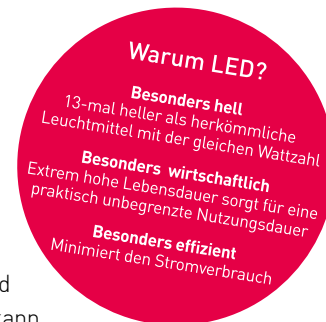 Warum LED?
Besonders hell
13-mal heller als herkömmliche
Leuchtmittel mit der gleichen Wattzahl
Besonders wirtschaftlich
Extrem hohe Lebensdauer sorgt für eine
praktisch unbegrenzte Nutzungsdauer
Besonders effizient
Minimiert den Stromverbrauch